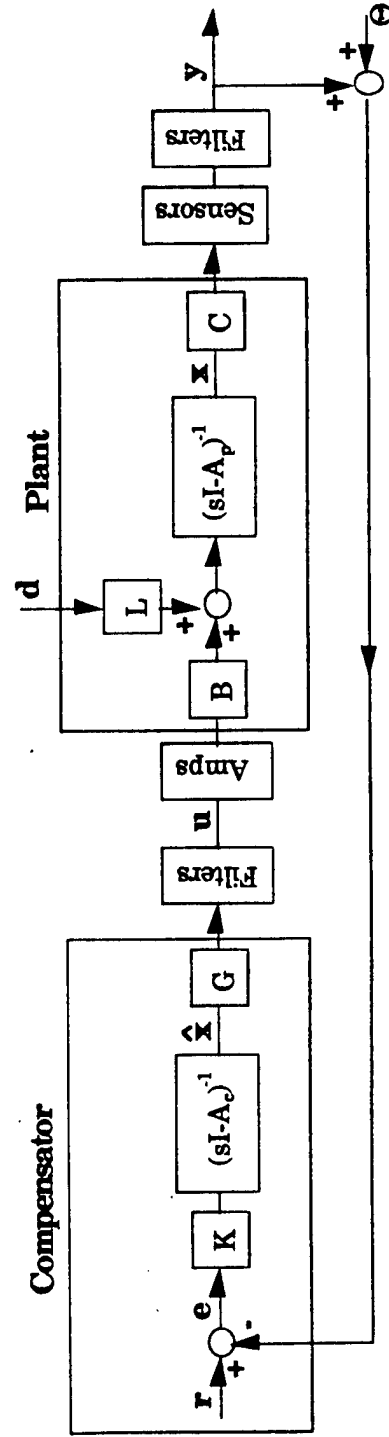 Compensator
r
+
-
e
K
(sI-A_c)^-1
x̂
G
Filters
u
Amps
Plant
d
L
B
+
+
(sI-A_p)^-1
x
C
Sensors
Filters
y
+
+
Θ